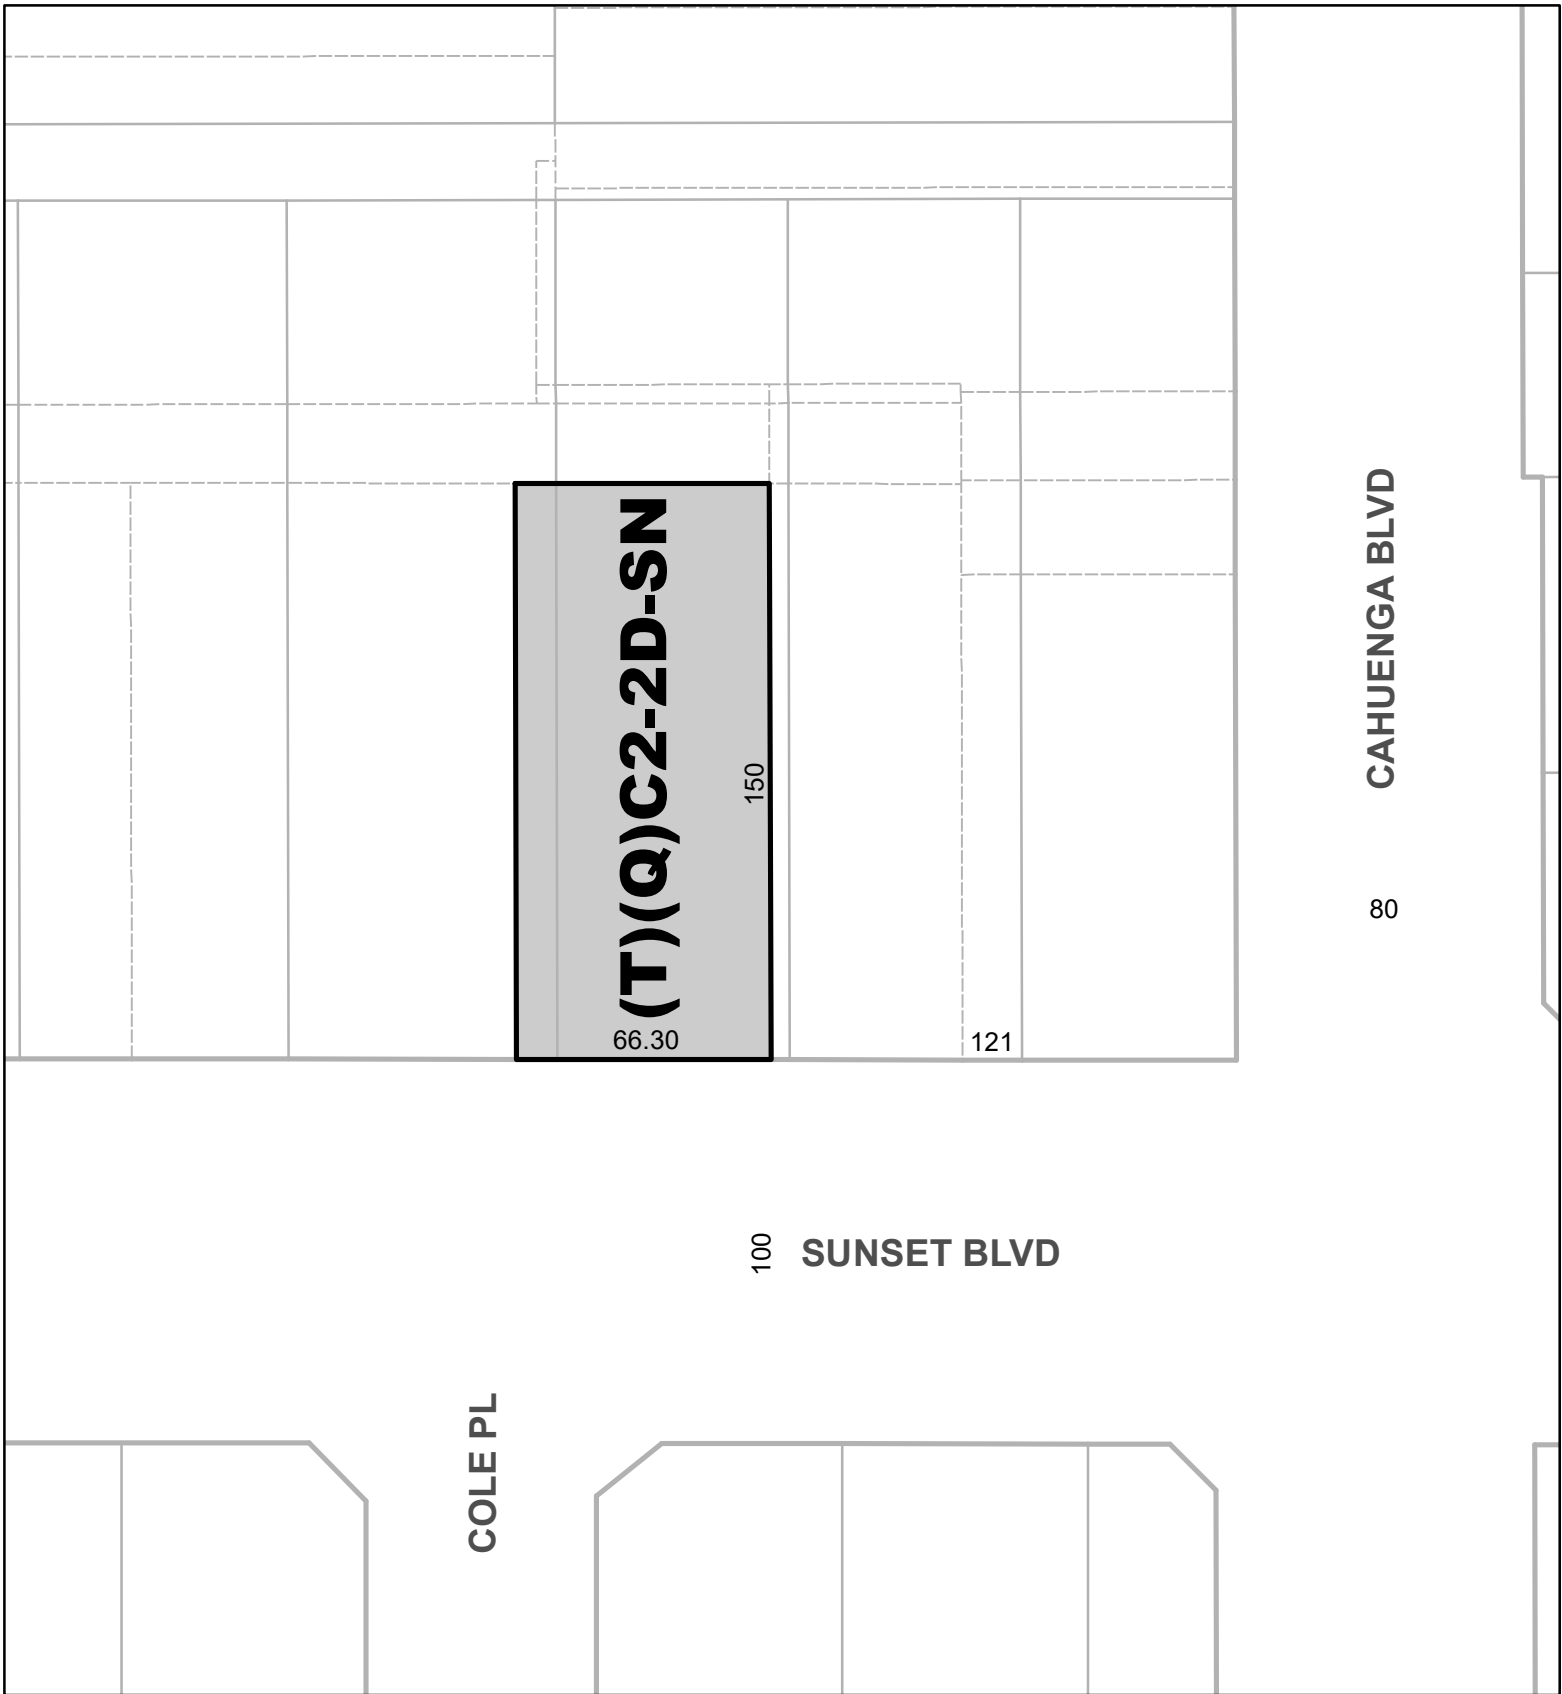 (T)(Q)C2-2D-SN
150
66.30
121
CAHUENGA BLVD
80
100
SUNSET BLVD
COLE PL